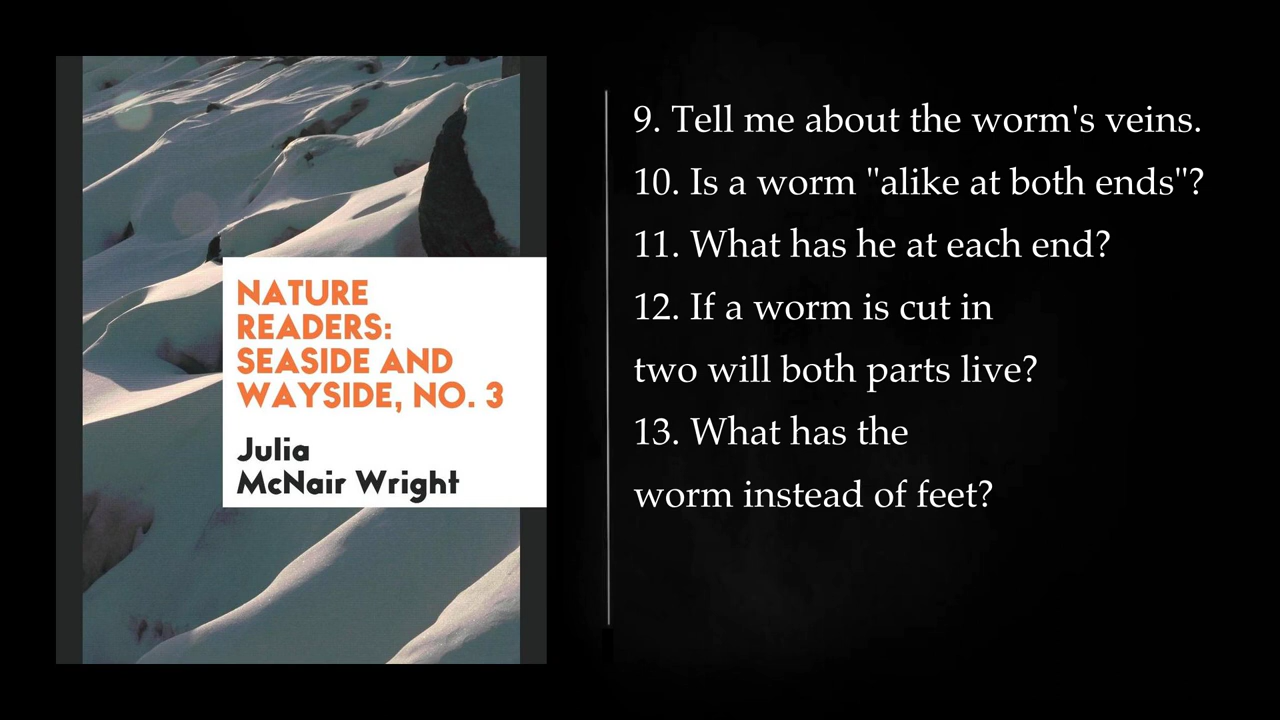 NATURE
READERS:
SEASIDE AND
WAYSIDE, NO. 3
Julia
McNair Wright
9. Tell me about the worm's veins.
10. Is a worm "alike at both ends"?
11. What has he at each end?
12. If a worm is cut in
two will both parts live?
13. What has the
worm instead of feet?